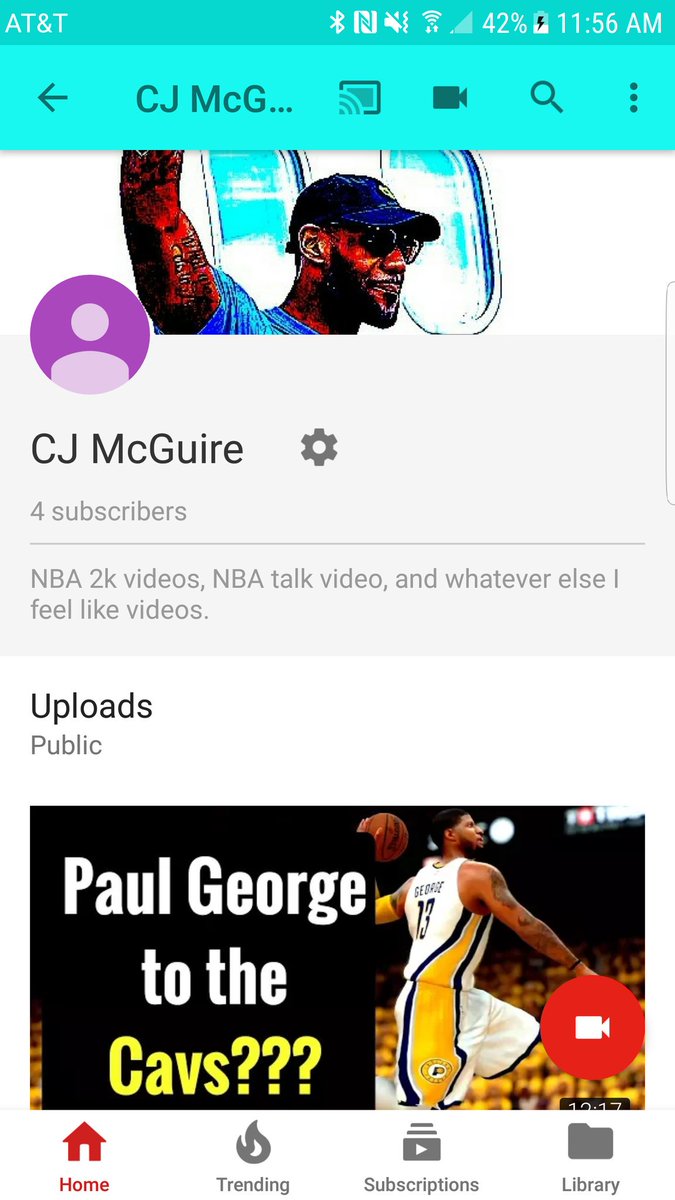 AT&T 42% 11:56 AM
CJ McG...
CJ McGuire
4 subscribers
NBA 2k videos, NBA talk video, and whatever else I
feel like videos.
Uploads
Public
Paul George
to the
Cavs???
GEORGE
13
12:17
Home Trending Subscriptions Library